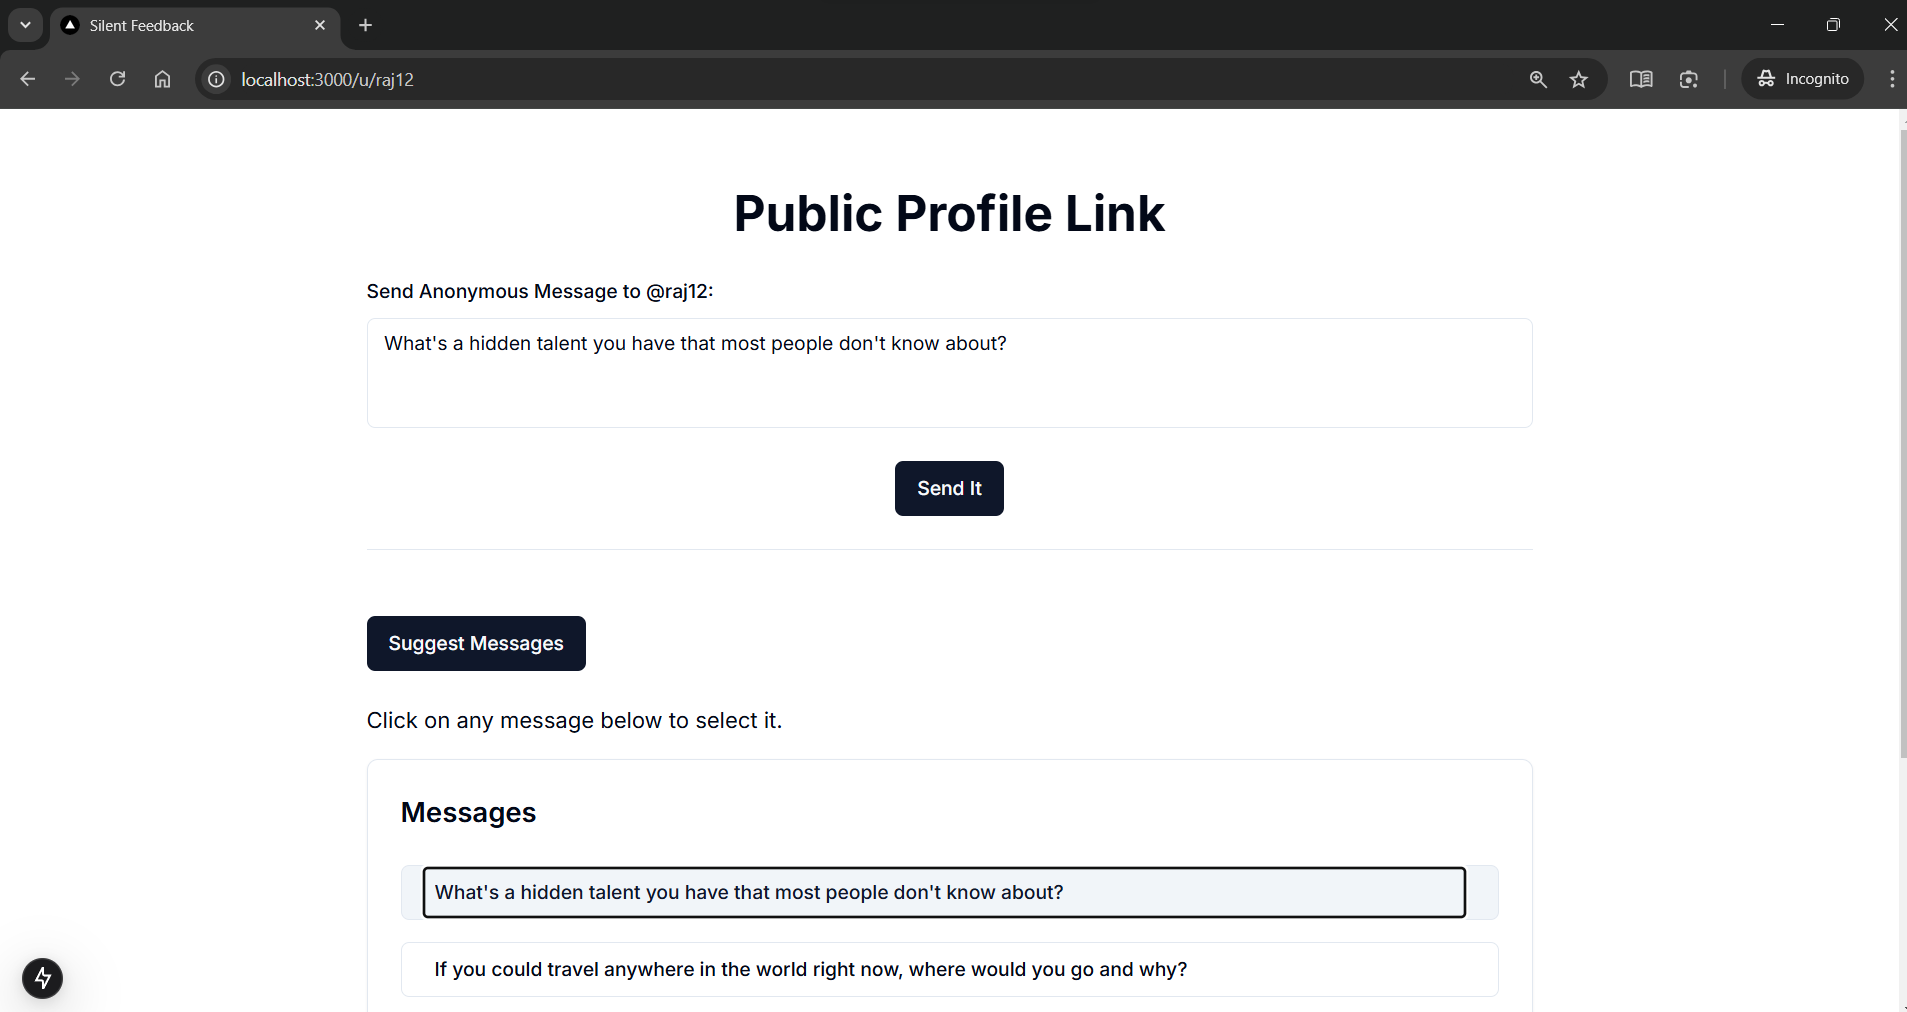 Silent Feedback
localhost:3000/u/raj12
Incognito
Public Profile Link
Send Anonymous Message to @raj12:
What's a hidden talent you have that most people don't know about?
Send It
Suggest Messages
Click on any message below to select it.
Messages
What's a hidden talent you have that most people don't know about?
If you could travel anywhere in the world right now, where would you go and why?